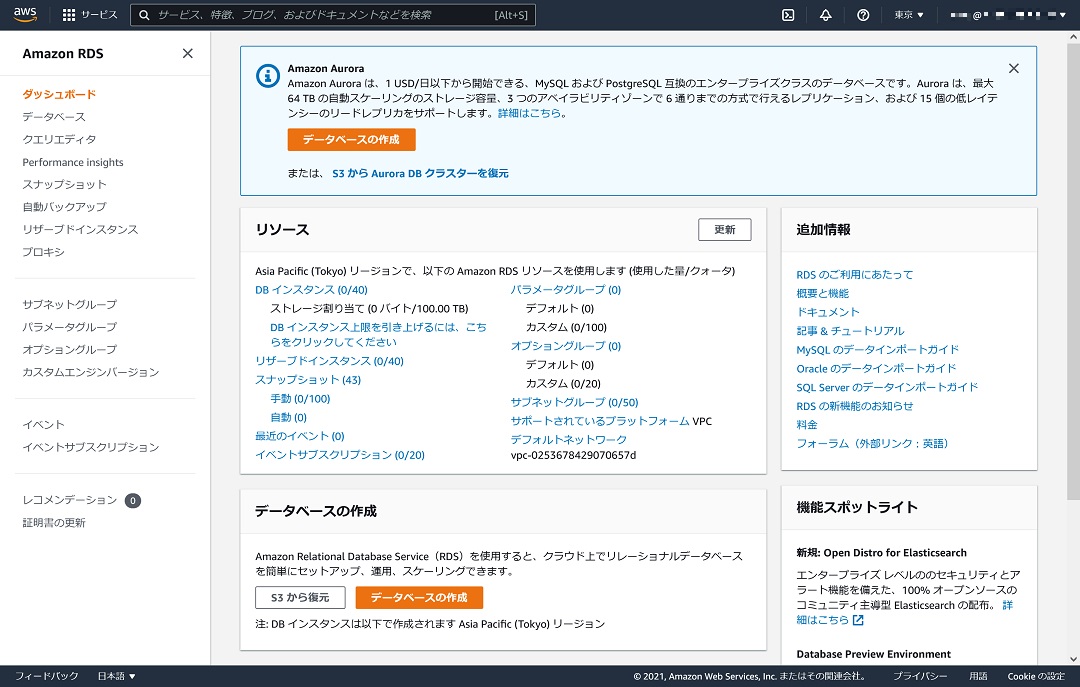 aws
サービス
サービス、特徴、ブログ、およびドキュメントなどを検索
[Alt+S]
東京 ▼
@
Amazon RDS
ダッシュボード
データベース
クエリエディタ
Performance insights
スナップショット
自動バックアップ
リザーブドインスタンス
プロキシ
サブネットグループ
パラメータグループ
オプショングループ
カスタムエンジンバージョン
イベント
イベントサブスクリプション
レコメンデーション 0
証明書の更新
Amazon Aurora
Amazon Aurora は、1 USD/日以下から開始できる、MySQL および PostgreSQL 互換のエンタープライズクラスのデータベースです。Aurora は、最大
64 TB の自動スケーリングのストレージ容量、3 つのアベイラビリティゾーンで 6 通りまでの方式で行えるレプリケーション、および 15 個の低レイテ
ンシーのリードレプリカをサポートします。詳細はこちら。
データベースの作成
または、 S3 から Aurora DB クラスターを復元
リソース
更新
Asia Pacific (Tokyo) リージョンで、以下の Amazon RDS リソースを使用します (使用した量/クォータ)
DB インスタンス (0/40)
ストレージ割り当て (0 バイト/100.00 TB)
DB インスタンス上限を引き上げるには、こち
らをクリックしてください
リザーブドインスタンス (0/40)
スナップショット (43)
手動 (0/100)
自動 (0)
最近のイベント (0)
イベントサブスクリプション (0/20)
パラメータグループ (0)
デフォルト (0)
カスタム (0/100)
オプショングループ (0)
デフォルト (0)
カスタム (0/20)
サブネットグループ (0/50)
サポートされているプラットフォーム VPC
デフォルトネットワーク
vpc-0253678429070657d
データベースの作成
Amazon Relational Database Service（RDS）を使用すると、クラウド上でリレーショナルデータベース
を簡単にセットアップ、運用、スケーリングできます。
S3 から復元
データベースの作成
注: DB インスタンスは以下で作成されます Asia Pacific (Tokyo) リージョン
追加情報
RDS のご利用にあたって
概要と機能
ドキュメント
記事 & チュートリアル
MySQL のデータインポートガイド
Oracle のデータインポートガイド
SQL Server のデータインポートガイド
RDS の新機能のお知らせ
料金
フォーラム（外部リンク：英語）
機能スポットライト
新規: Open Distro for Elasticsearch
エンタープライズ レベルののセキュリティとア
ラート機能を備えた、100% オープンソースの
コミュニティ主導型 Elasticsearch の配布。 詳
細はこちら
Database Preview Environment
フィードバック
日本語 ▼
© 2021, Amazon Web Services, Inc. またはその関連会社。
プライバシー
用語
Cookie の設定